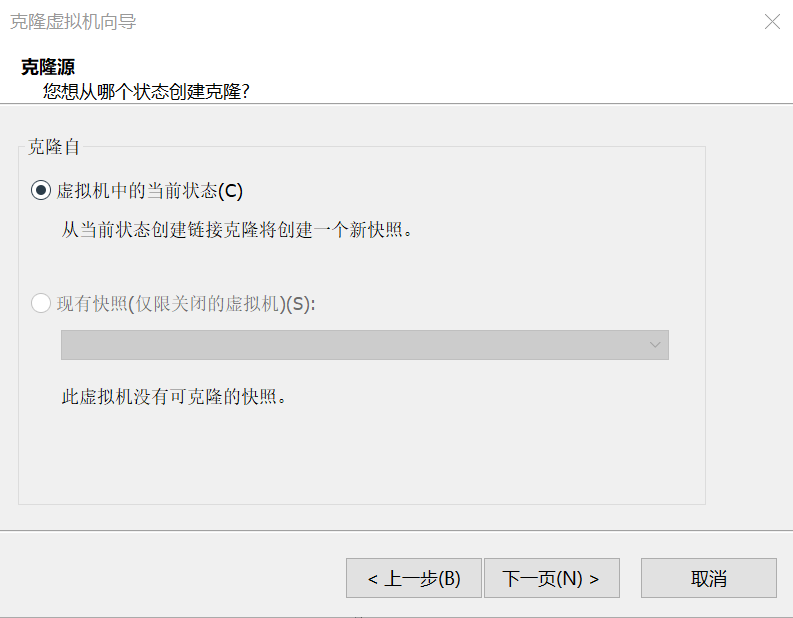 克隆虚拟机向导
克隆源
您想从哪个状态创建克隆?
克隆自
虚拟机中的当前状态(C)
从当前状态创建链接克隆将创建一个新快照。
现有快照(仅限关闭的虚拟机)(S):
此虚拟机没有可克隆的快照。
< 上一步(B) 下一页(N) > 取消